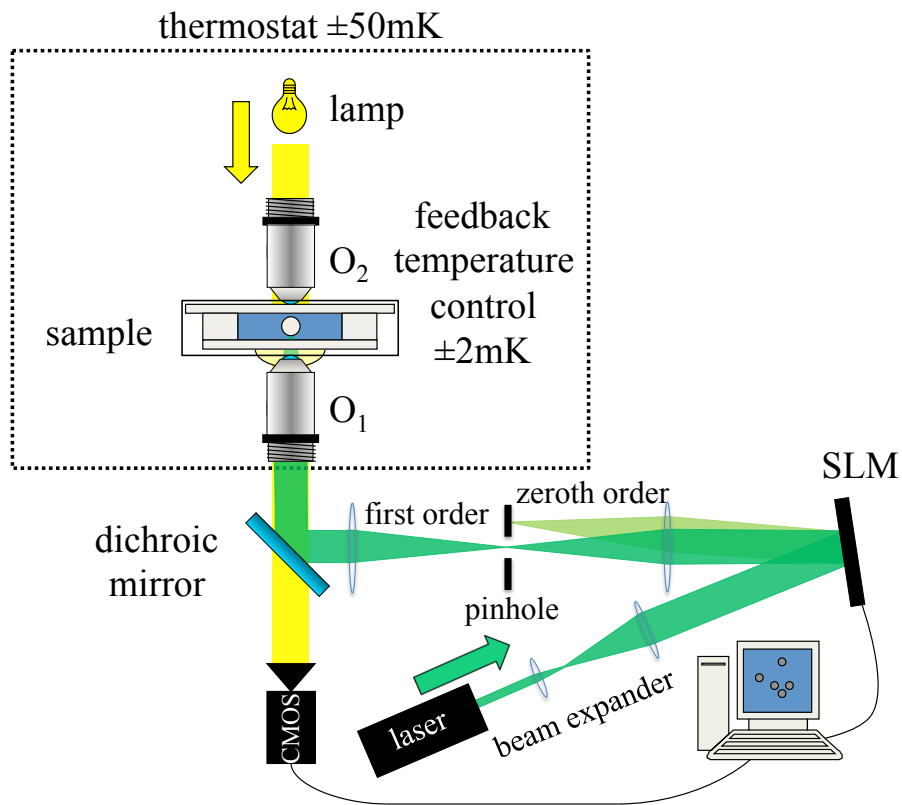 thermostat ±50mK
lamp
feedback
temperature
control
±2mK
O2
sample
O1
SLM
first order
zeroth order
dichroic
mirror
pinhole
beam expander
laser
CMOS